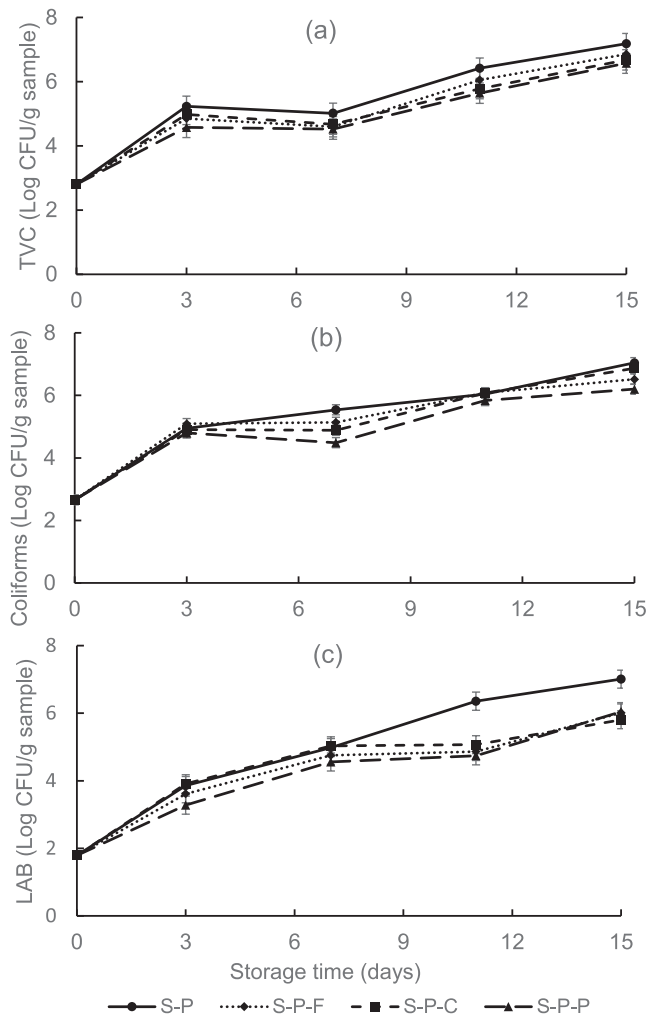 (a)
TVC (Log CFU/g sample)
8
6
4
2
0
0 3 6 9 12 15
(b)
Coliforms (Log CFU/g sample)
8
6
4
2
0
0 3 6 9 12 15
(c)
LAB (Log CFU/g sample)
8
6
4
2
0
0 3 6 9 12 15
Storage time (days)
S-P S-P-F S-P-C S-P-P